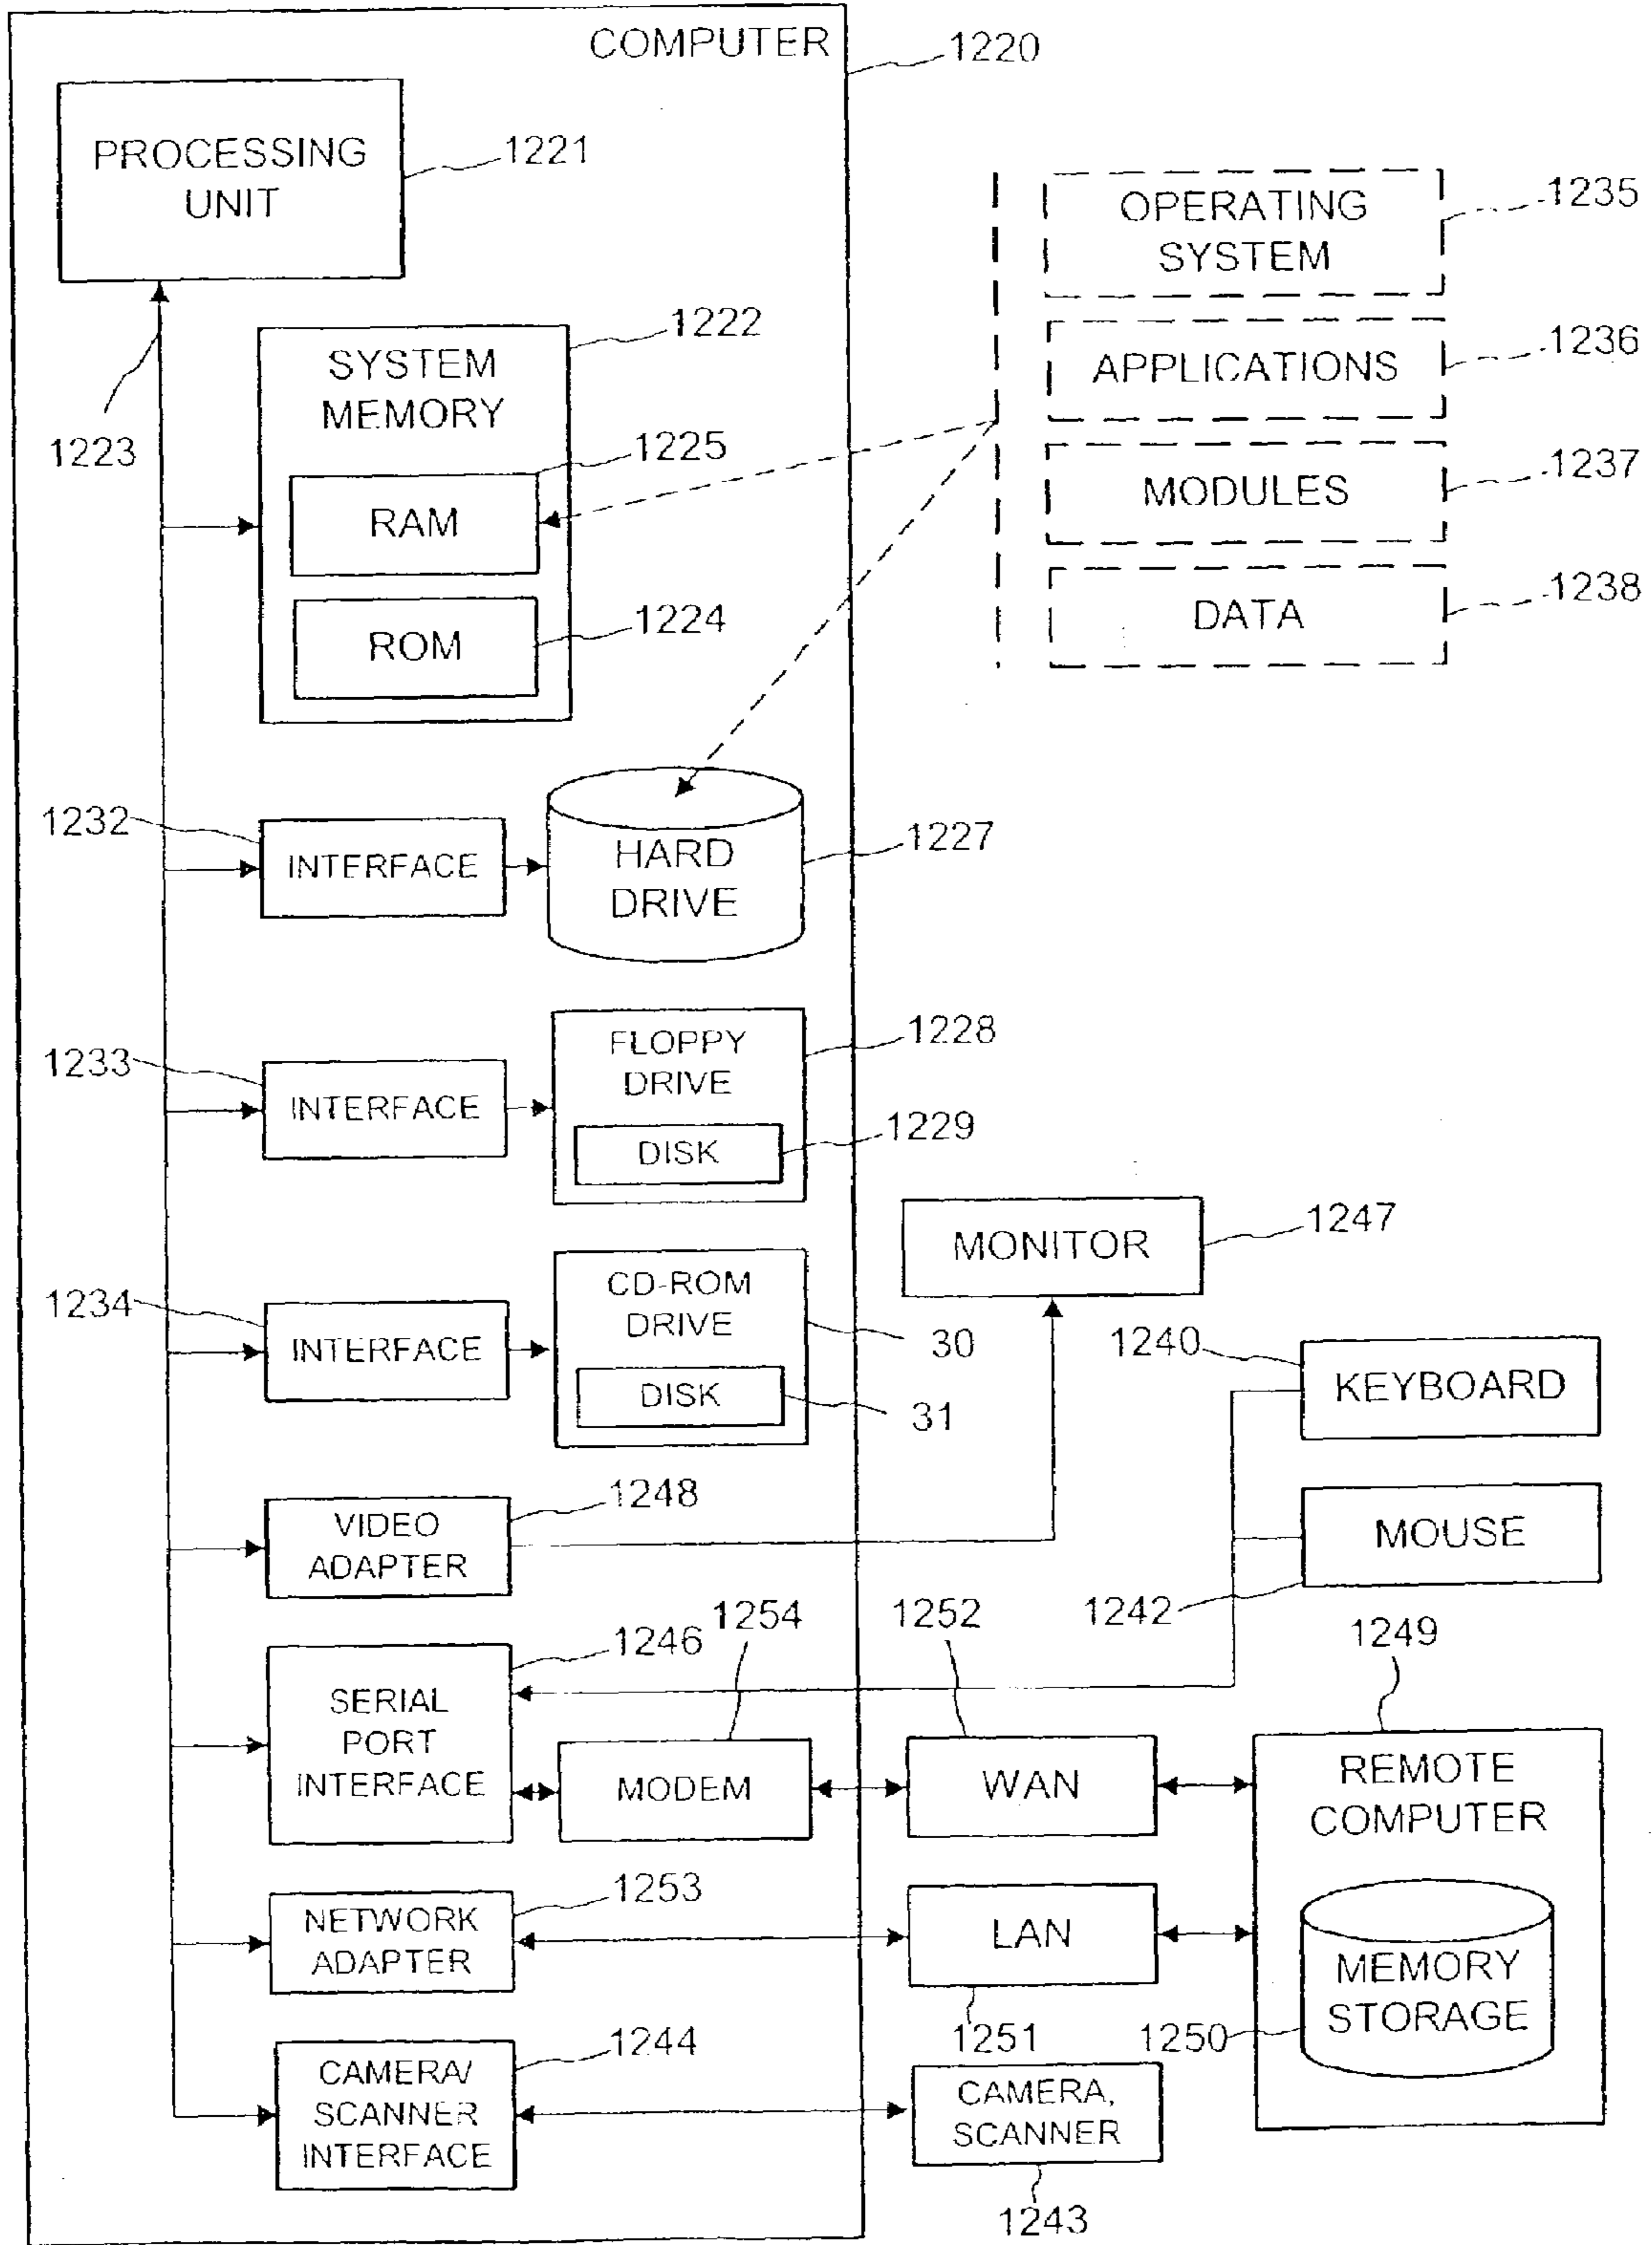 COMPUTER
1220
PROCESSING
UNIT
1221
1223
1222
SYSTEM
MEMORY
1225
RAM
1224
ROM
OPERATING
SYSTEM
1235
APPLICATIONS
1236
MODULES
1237
DATA
1238
1232
INTERFACE
HARD
DRIVE
1227
1233
INTERFACE
FLOPPY
DRIVE
1228
DISK
1229
1234
INTERFACE
CD-ROM
DRIVE
30
DISK
31
MONITOR
1247
1240
KEYBOARD
MOUSE
1242
VIDEO
ADAPTER
1248
1246
SERIAL
PORT
INTERFACE
1254
MODEM
1252
WAN
1249
REMOTE
COMPUTER
MEMORY
STORAGE
1250
1253
NETWORK
ADAPTER
LAN
1251
1244
CAMERA/
SCANNER
INTERFACE
CAMERA,
SCANNER
1243